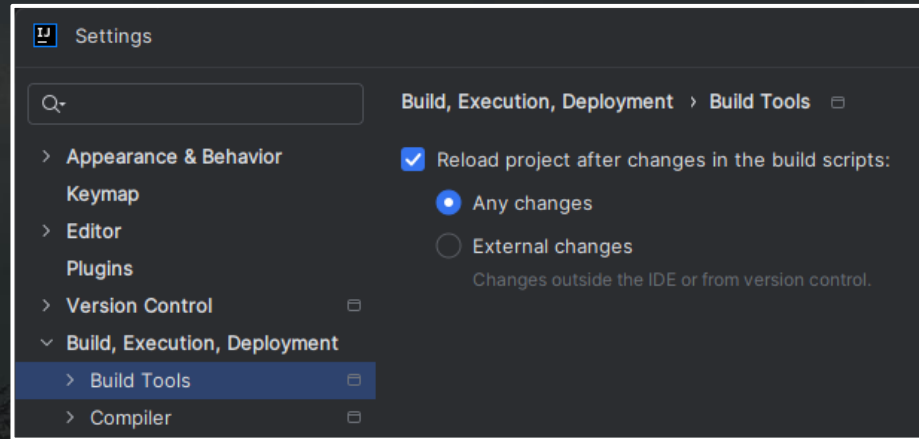 IJ
Settings
Appearance & Behavior
Keymap
Editor
Plugins
Version Control
Build, Execution, Deployment
Build Tools
Compiler
Build, Execution, Deployment › Build Tools
Reload project after changes in the build scripts:
Any changes
External changes
Changes outside the IDE or from version control.